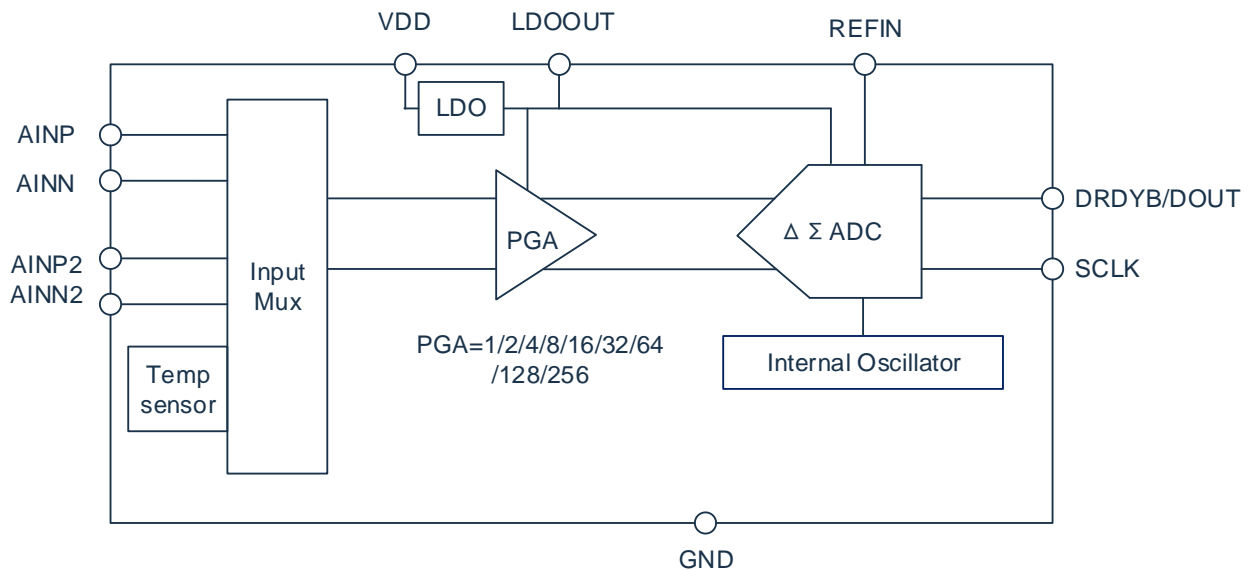 VDD
LDOOUT
REFIN
LDO
AINP
AINN
AINP2
AINN2
Input
Mux
Temp
sensor
PGA
PGA=1/2/4/8/16/32/64
/128/256
Δ Σ ADC
Internal Oscillator
DRDYB/DOUT
SCLK
GND